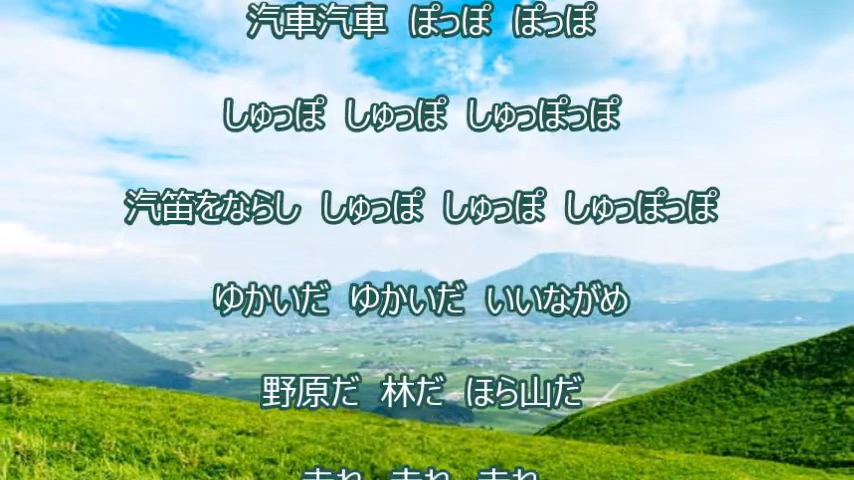 汽車汽車　ぽっぽ　ぽっぽ
しゅっぽ　しゅっぽ　しゅっぽっぽ
汽笛をならし　しゅっぽ　しゅっぽ　しゅっぽっぽ
ゆかいだ　ゆかいだ　いいながめ
野原だ　林だ　ほら山だ